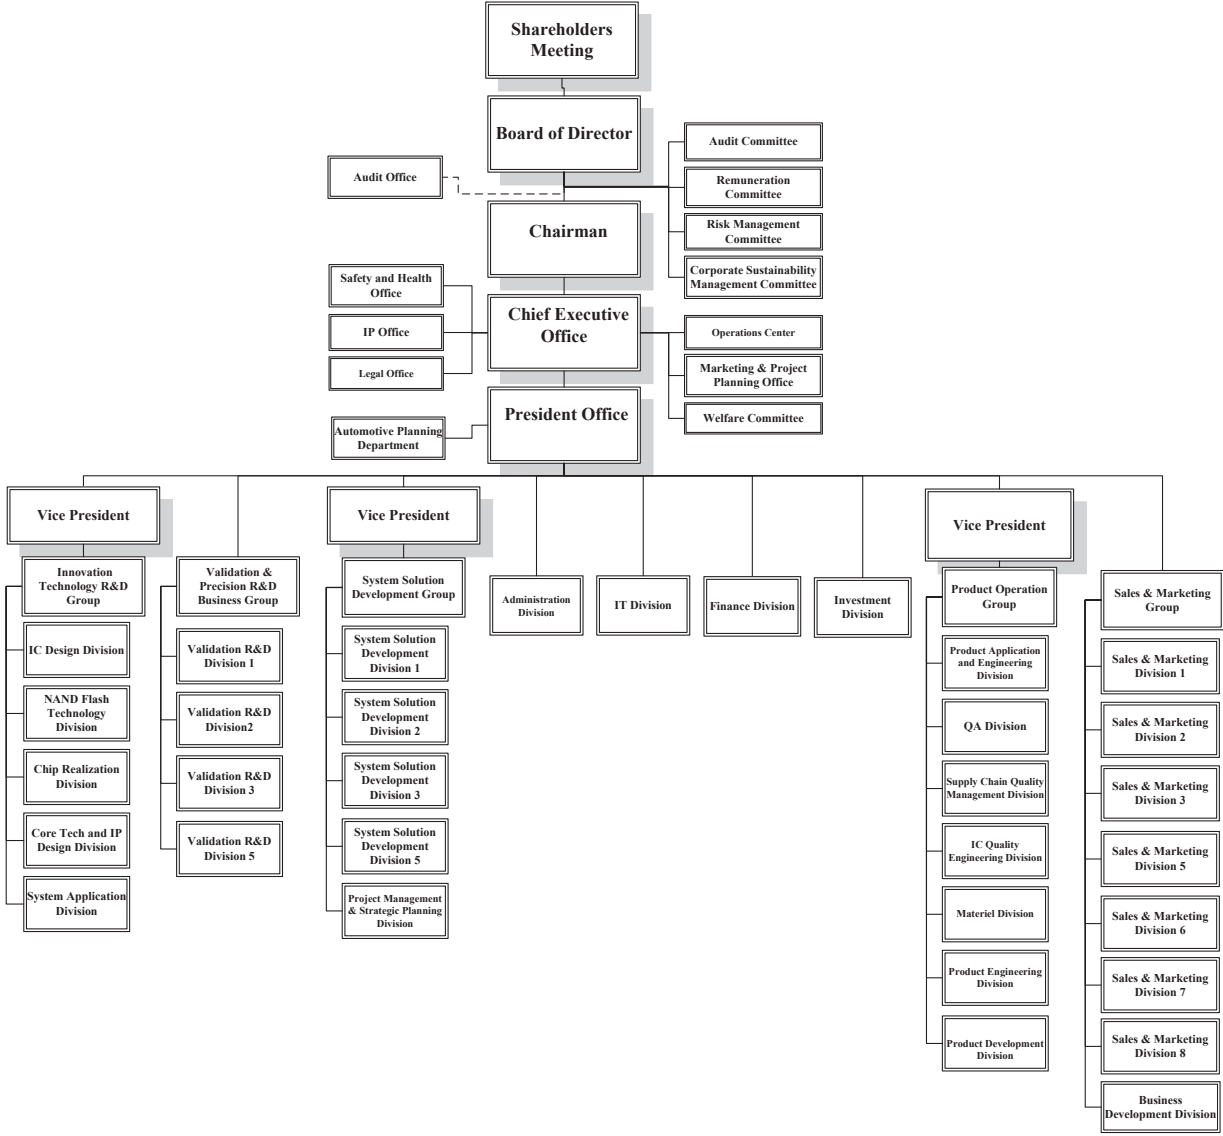 Shareholders
Meeting
Board of Director
Audit Committee
Audit Office
Remuneration
Committee
Chairman
Risk Management
Committee
Corporate Sustainability
Management Committee
Safety and Health
Office
Chief Executive
Office
IP Office
Operations Center
Legal Office
Marketing & Project
Planning Office
President Office
Welfare Committee
Automotive Planning
Department
Vice President
Vice President
Vice President
Innovation
Technology R&D
Group
Validation &
Precision R&D
Business Group
System Solution
Development Group
Administration
Division
IT Division
Finance Division
Investment
Division
Product Operation
Group
Sales & Marketing
Group
IC Design Division
NAND Flash
Technology
Division
Chip Realization
Division
Core Tech and IP
Design Division
System Application
Division
Validation R&D
Division 1
Validation R&D
Division2
Validation R&D
Division 3
Validation R&D
Division 5
System Solution
Development
Division 1
System Solution
Development
Division 2
System Solution
Development
Division 3
System Solution
Development
Division 5
Project Management
& Strategic Planning
Division
Product Application
and Engineering
Division
QA Division
Supply Chain Quality
Management Division
IC Quality
Engineering Division
Materiel Division
Product Engineering
Division
Product Development
Division
Sales & Marketing
Division 1
Sales & Marketing
Division 2
Sales & Marketing
Division 3
Sales & Marketing
Division 5
Sales & Marketing
Division 6
Sales & Marketing
Division 7
Sales & Marketing
Division 8
Business
Development Division